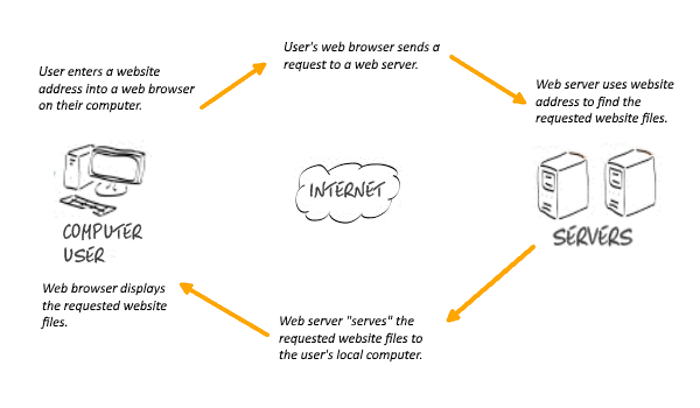 User enters a website
address into a web browser
on their computer.
User's web browser sends a
request to a web server.
Web server uses website
address to find the
requested website files.
INTERNET
COMPUTER
USER
SERVERS
Web browser displays
the requested website
files.
Web server "serves" the
requested website files to
the user's local computer.